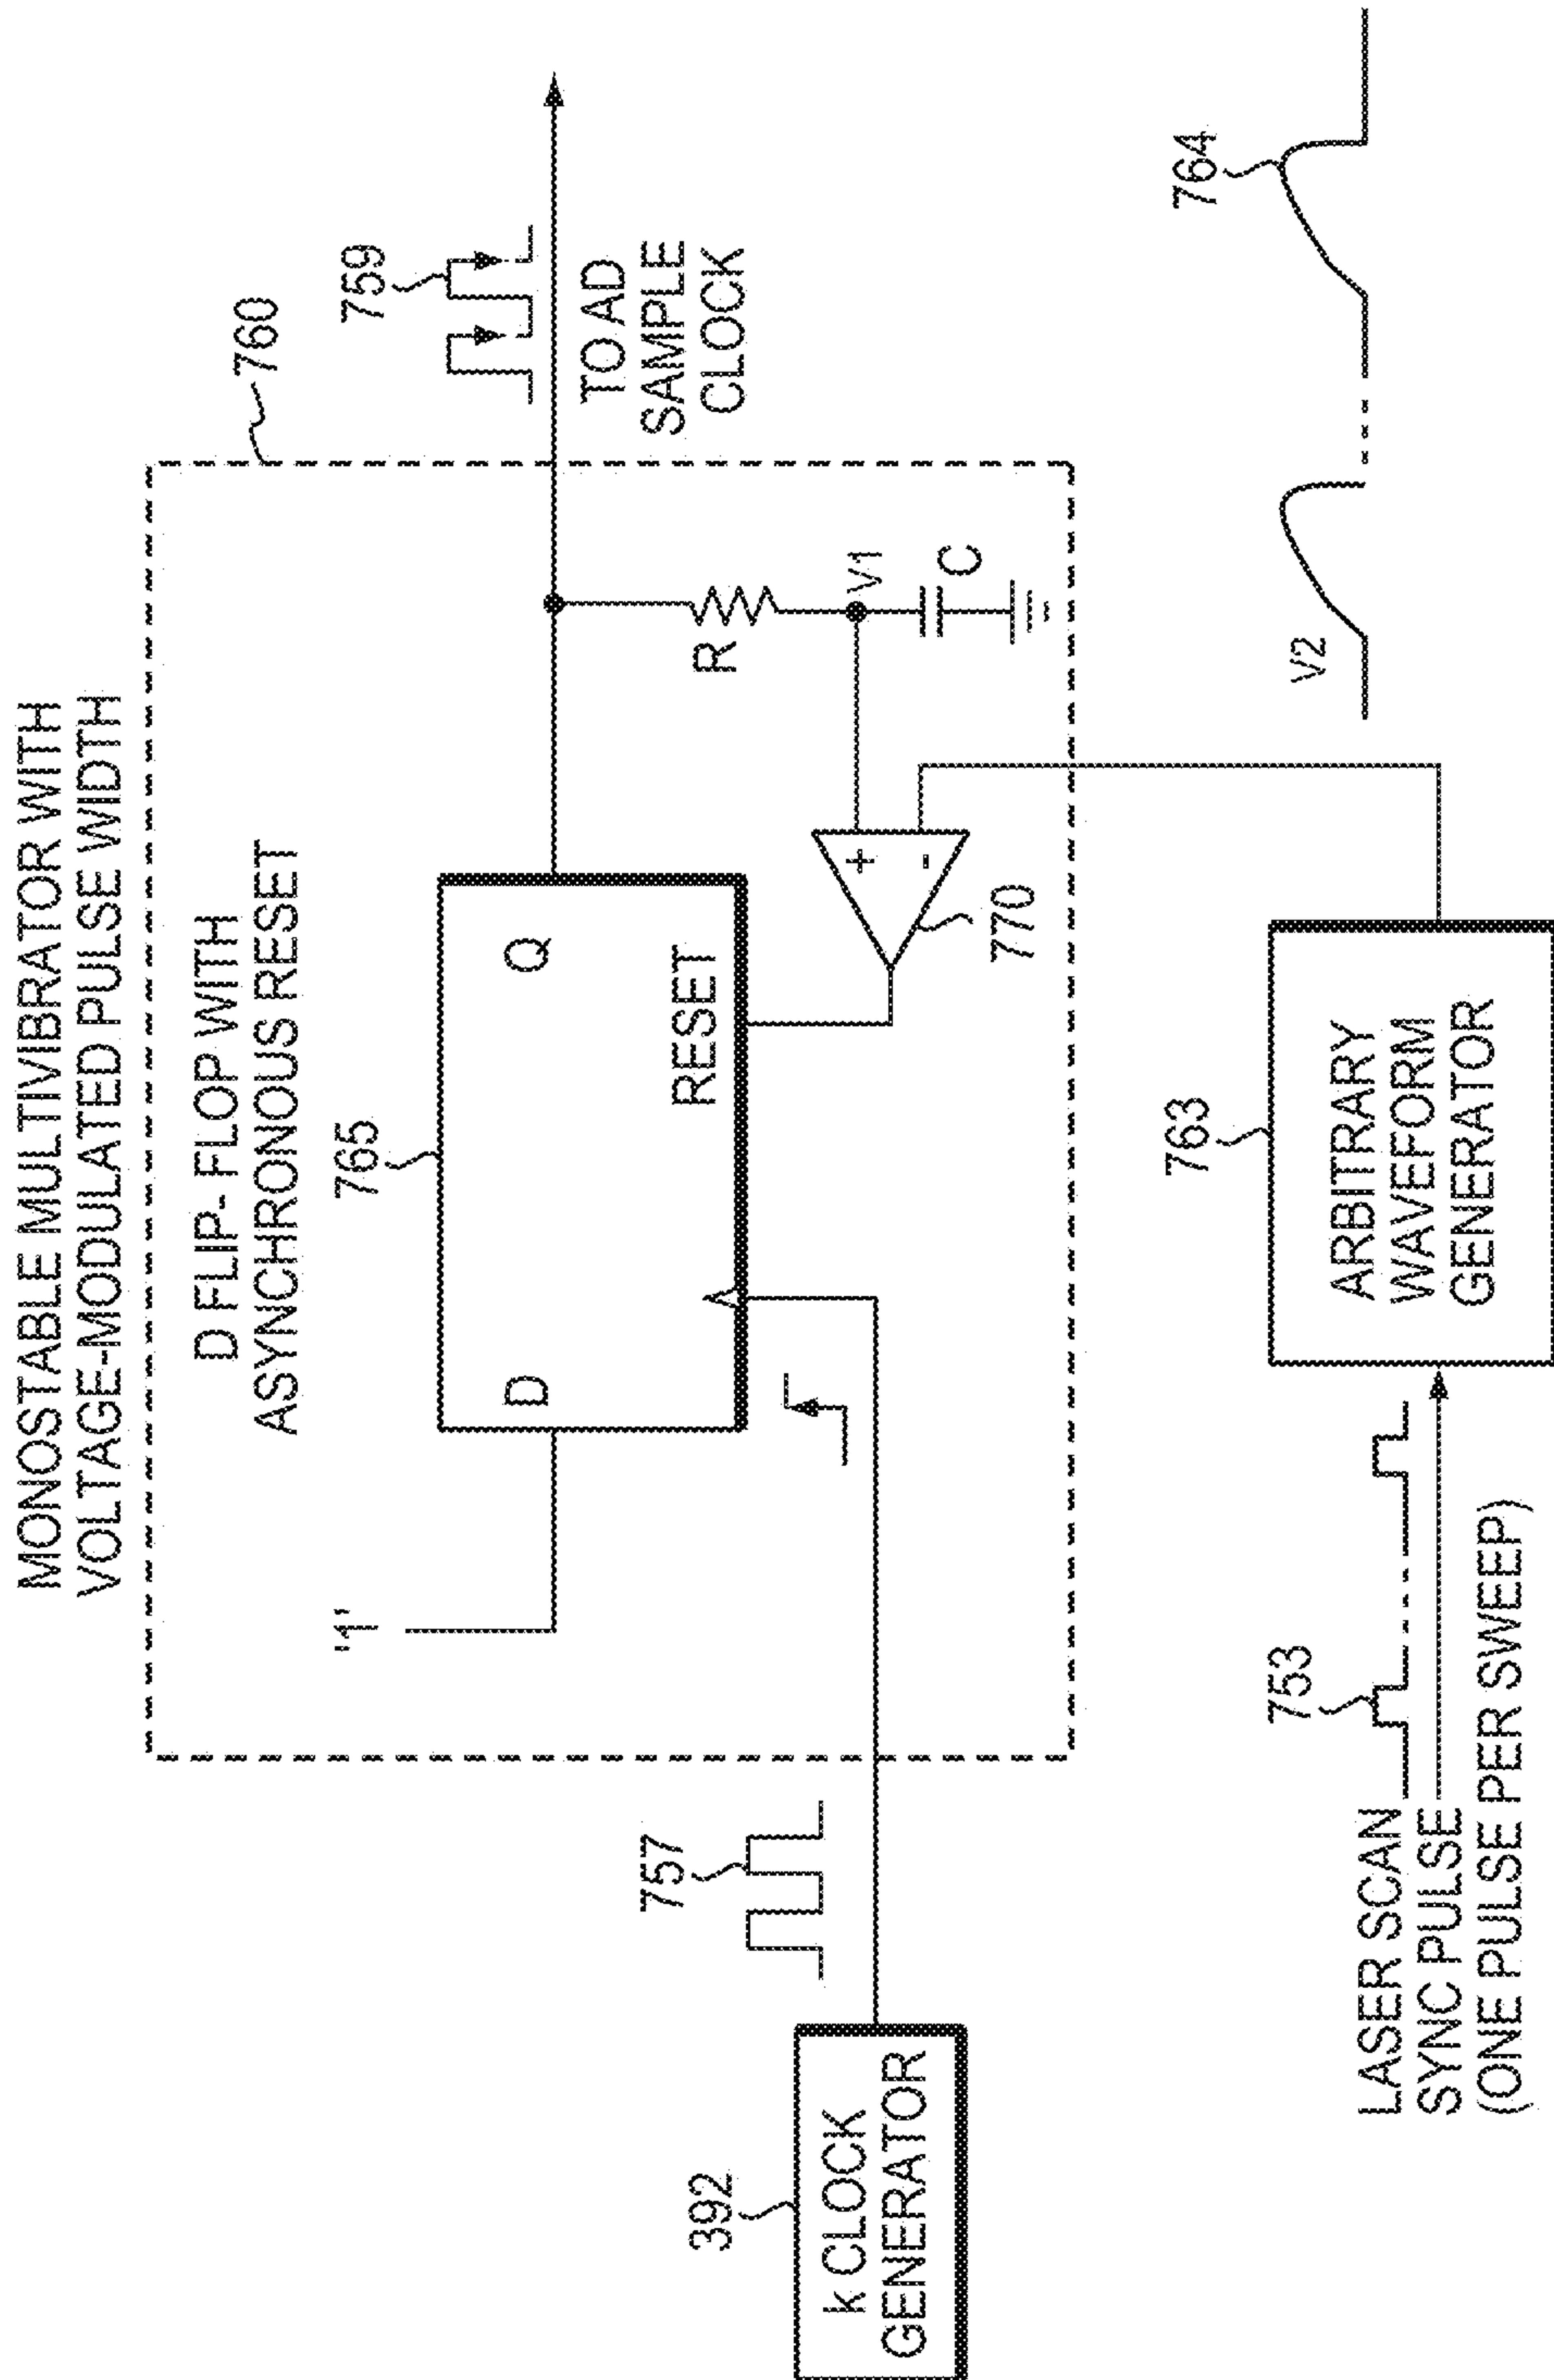 MONOSTABLE MULTIVIBRATOR WITH
VOLTAGE-MODULATED PULSE WIDTH
760
D FLIP-FLOP WITH
ASYNCHRONOUS RESET
765
"1"
D
Q
RESET
759
TO AD
SAMPLE
CLOCK
R
V1
C
+
-
770
757
392
k CLOCK
GENERATOR
763
ARBITRARY
WAVEFORM
GENERATOR
753
LASER SCAN
SYNC PULSE
(ONE PULSE PER SWEEP)
V2
764